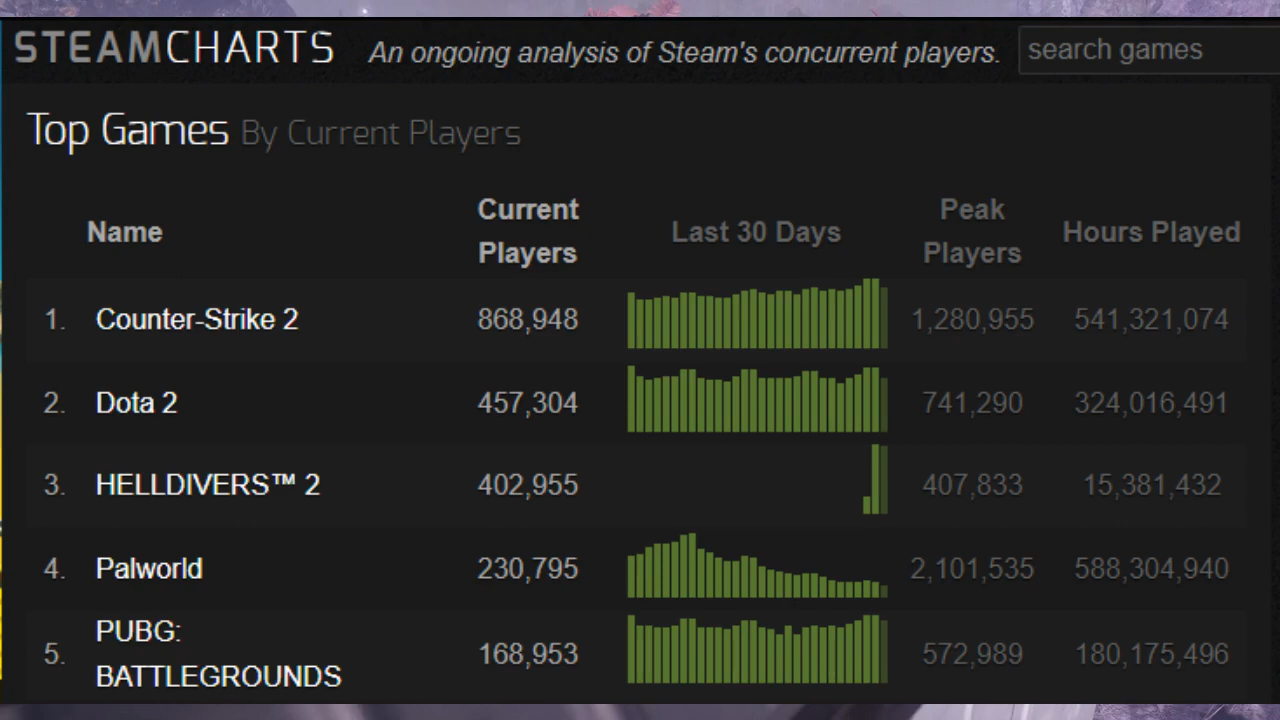 STEAMCHARTS An ongoing analysis of Steam's concurrent players. search games
Top Games By Current Players
Name Current Players Last 30 Days Peak Players Hours Played
1. Counter-Strike 2 868,948 1,280,955 541,321,074
2. Dota 2 457,304 741,290 324,016,491
3. HELLDIVERS™ 2 402,955 407,833 15,381,432
4. Palworld 230,795 2,101,535 588,304,940
5. PUBG: BATTLEGROUNDS 168,953 572,989 180,175,496